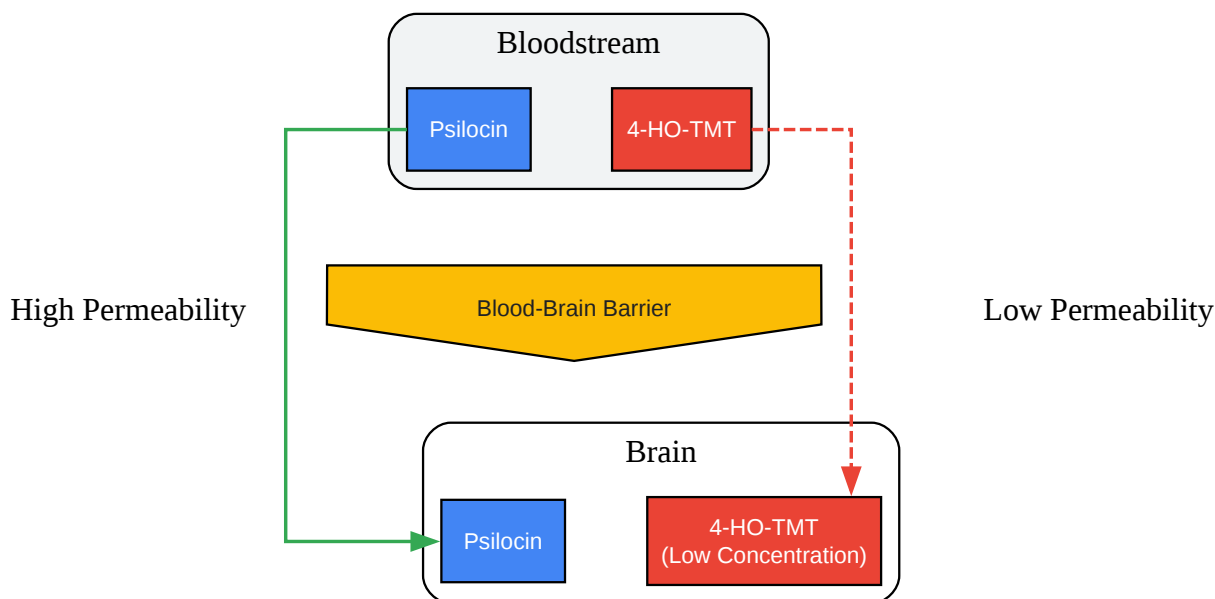 Bloodstream
Psilocin
4-HO-TMT
High Permeability
Blood-Brain Barrier
Low Permeability
Brain
Psilocin
4-HO-TMT
(Low Concentration)